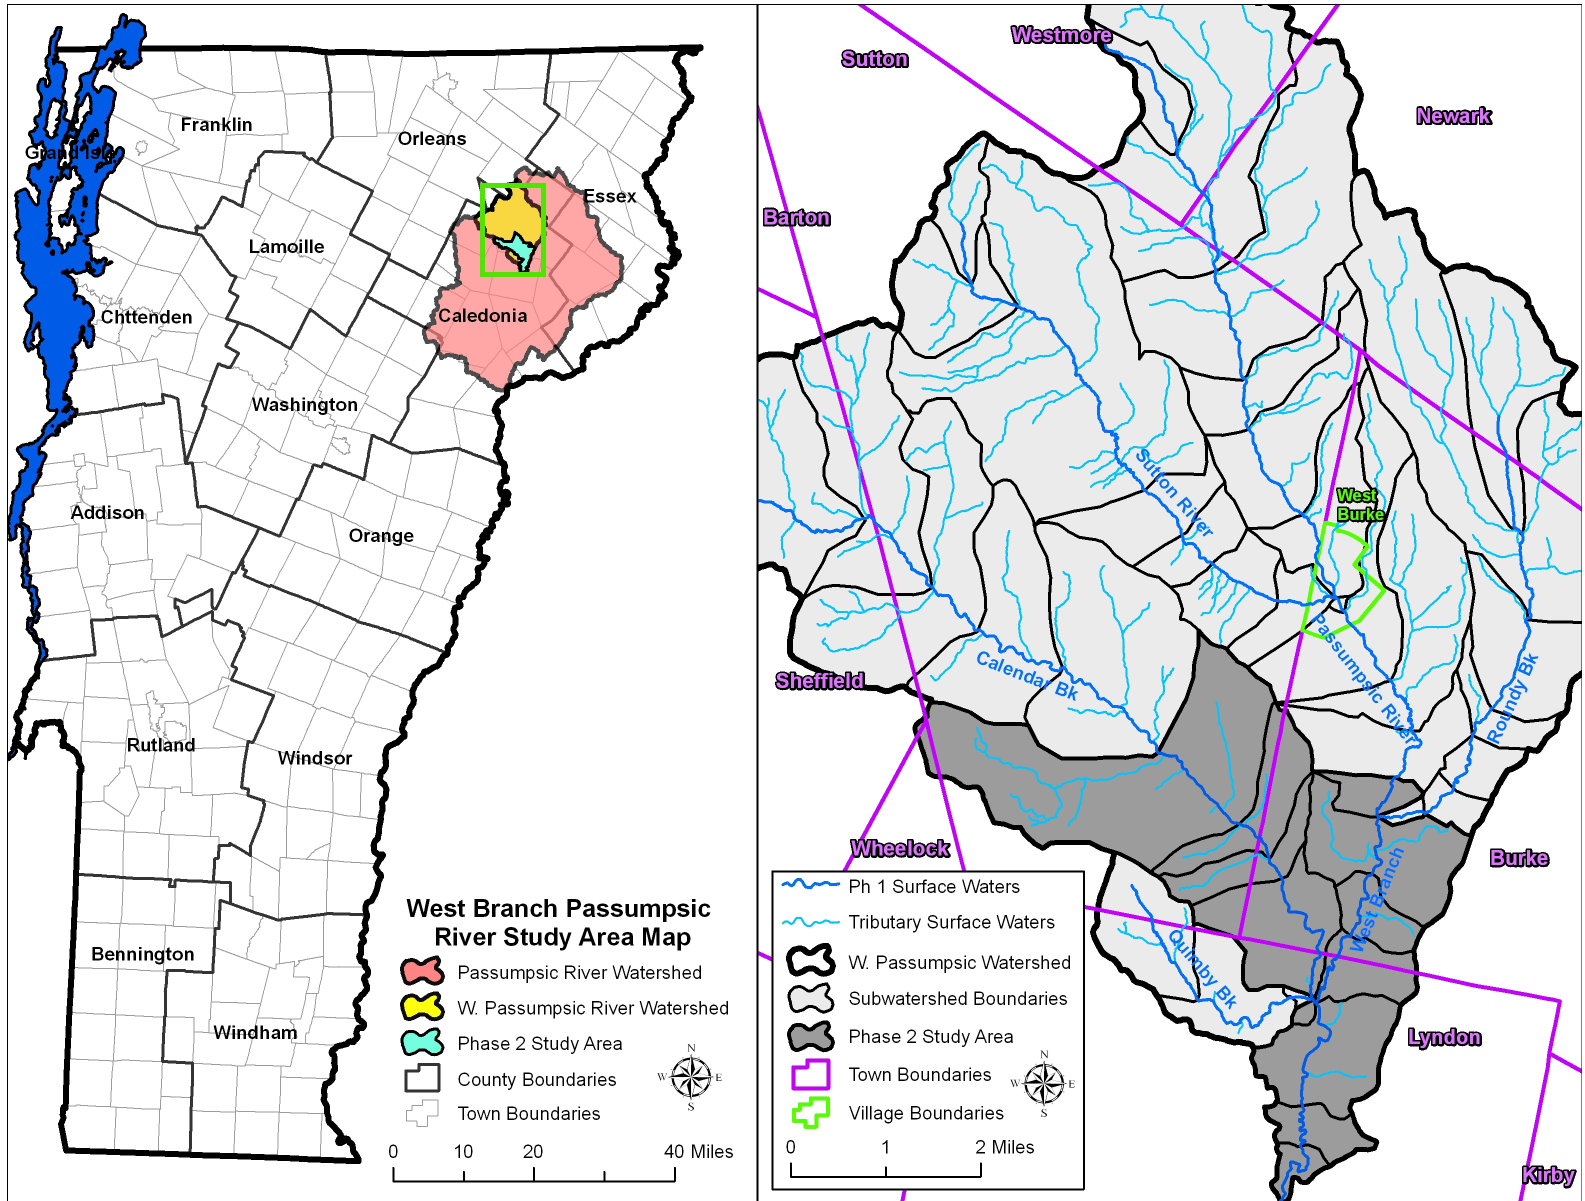 Franklin
Grand Isle
Orleans
Essex
Lamoille
Chttenden
Caledonia
Washington
Addison
Orange
Rutland
Windsor
Bennington
Windham
West Branch Passumpsic
River Study Area Map
Passumpsic River Watershed
W. Passumpsic River Watershed
Phase 2 Study Area
County Boundaries
Town Boundaries
N
W
E
S
0
10
20
40 Miles
Westmore
Sutton
Newark
Barton
Sutton River
West
Burke
Passumpsic River
Calendar Bk
Roundy Bk
Sheffield
Wheelock
Burke
West Branch
Quimby Bk
Lyndon
Kirby
Ph 1 Surface Waters
Tributary Surface Waters
W. Passumpsic Watershed
Subwatershed Boundaries
Phase 2 Study Area
Town Boundaries
Village Boundaries
N
W
E
S
0
1
2 Miles